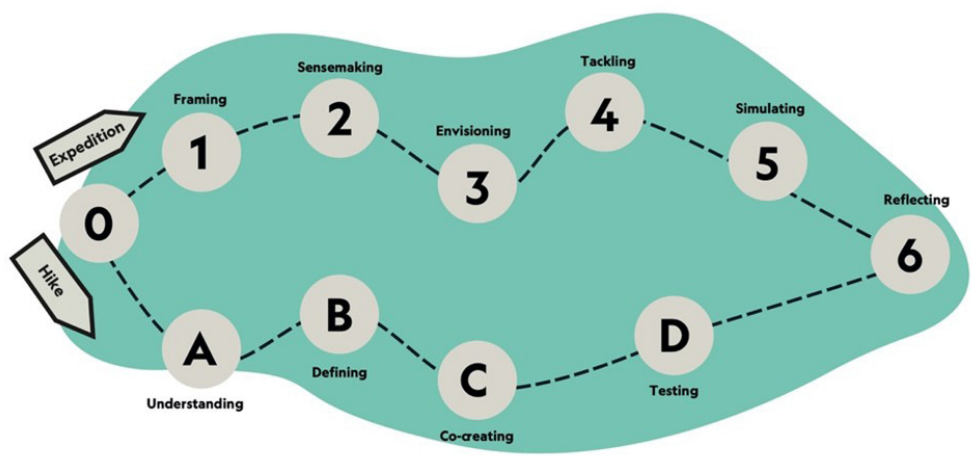 Expedition
Hike
0
Framing
1
Sensemaking
2
Envisioning
3
Tackling
4
Simulating
5
Reflecting
6
A
Understanding
B
Defining
C
Co-creating
D
Testing